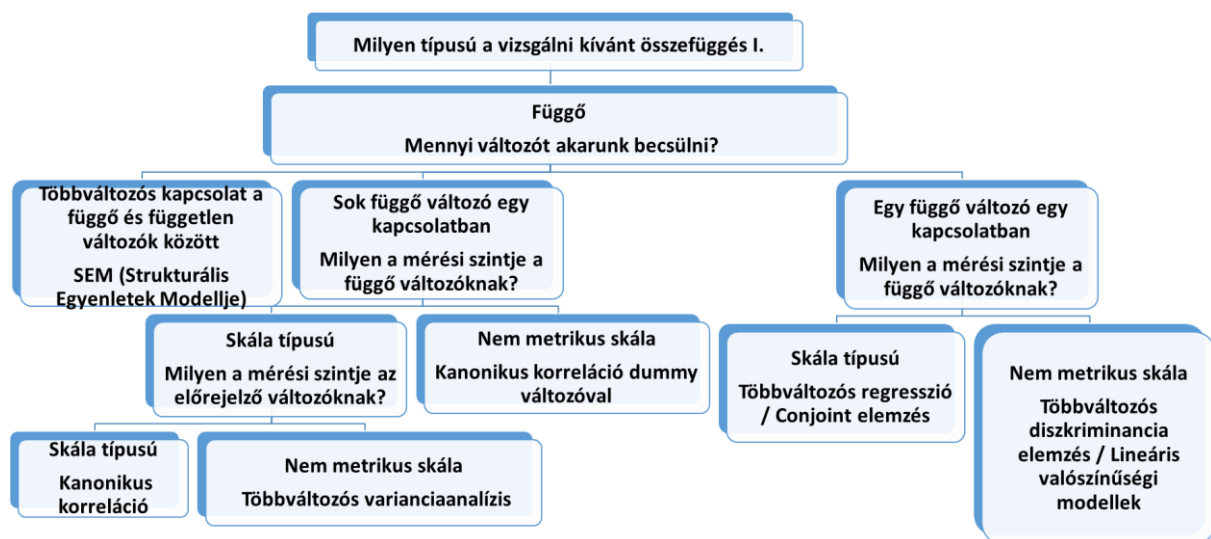 Milyen típusú a vizsgálni kívánt összefüggés I.
Függő
Mennyi változót akarunk becsülni?
Többváltozós kapcsolat a
függő és független
változók között
SEM (Strukturális
Egyenletek Modellje)
Sok függő változó egy
kapcsolatban
Milyen a mérési szintje a
függő változóknak?
Egy függő változó egy
kapcsolatban
Milyen a mérési szintje a
függő változóknak?
Skála típusú
Milyen a mérési szintje az
előrejelző változóknak?
Nem metrikus skála
Kanonikus korreláció dummy
változóval
Skála típusú
Többváltozós regresszió
/ Conjoint elemzés
Nem metrikus skála
Többváltozós
diszkriminancia
elemzés / Lineáris
valószínűségi
modellek
Skála típusú
Kanonikus
korreláció
Nem metrikus skála
Többváltozós varianciaanalízis